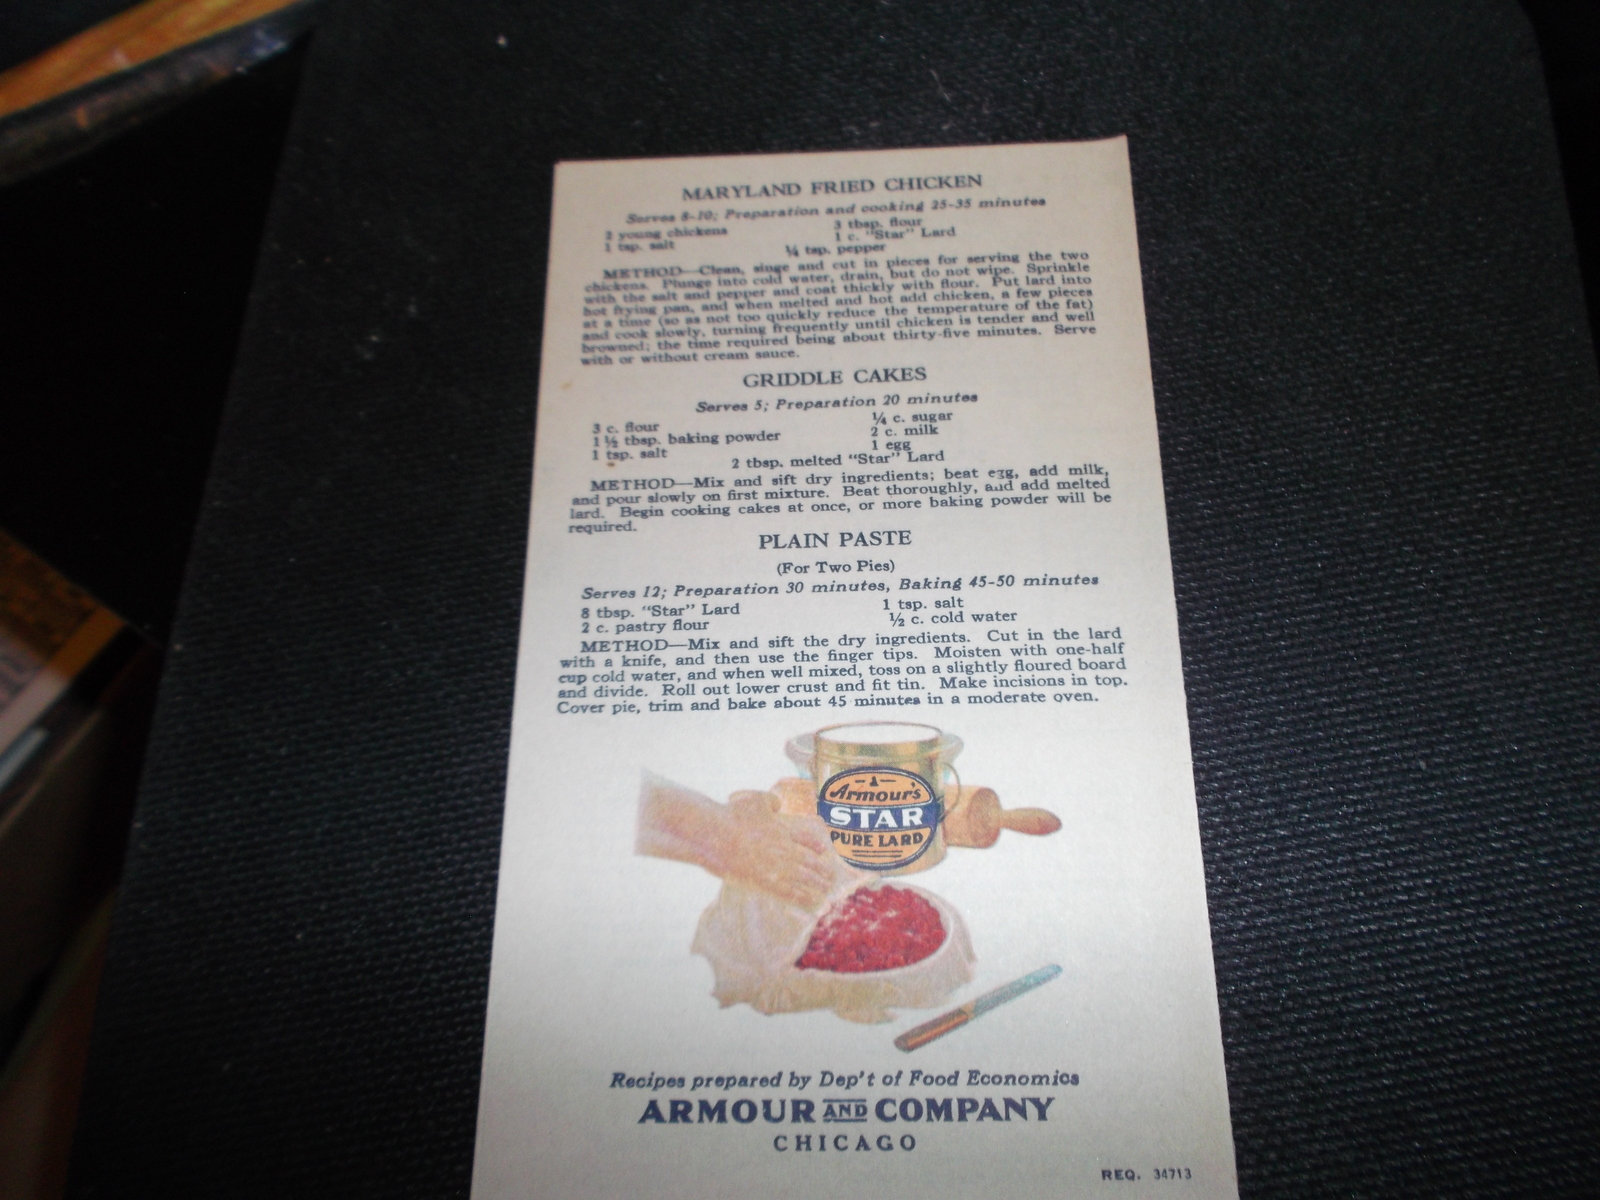 MARYLAND FRIED CHICKEN
Serves 8-10; Preparation and cooking 25-35 minutes
2 young chickens 3 tbsp. flour
1 tsp. salt 1 c. "Star" Lard
¼ tsp. pepper
METHOD—Clean, singe and cut in pieces for serving the two
chickens. Plunge into cold water, drain, but do not wipe. Sprinkle
with the salt and pepper and coat thickly with flour. Put lard into
hot frying pan, and when melted and hot add chicken, a few pieces
at a time (so as not too quickly reduce the temperature of the fat)
and cook slowly, turning frequently until chicken is tender and well
browned; the time required being about thirty-five minutes. Serve
with or without cream sauce.
GRIDDLE CAKES
Serves 5; Preparation 20 minutes
3 c. flour ¼ c. sugar
1½ tbsp. baking powder 2 c. milk
1 tsp. salt 1 egg
2 tbsp. melted "Star" Lard
METHOD—Mix and sift dry ingredients; beat egg, add milk,
and pour slowly on first mixture. Beat thoroughly, and add melted
lard. Begin cooking cakes at once, or more baking powder will be
required.
PLAIN PASTE
(For Two Pies)
Serves 12; Preparation 30 minutes, Baking 45-50 minutes
8 tbsp. "Star" Lard 1 tsp. salt
2 c. pastry flour ½ c. cold water
METHOD—Mix and sift the dry ingredients. Cut in the lard
with a knife, and then use the finger tips. Moisten with one-half
cup cold water, and when well mixed, toss on a slightly floured board
and divide. Roll out lower crust and fit tin. Make incisions in top.
Cover pie, trim and bake about 45 minutes in a moderate oven.
Armour's
STAR
PURE LARD
Recipes prepared by Dep't of Food Economics
ARMOUR AND COMPANY
CHICAGO
REQ. 34713